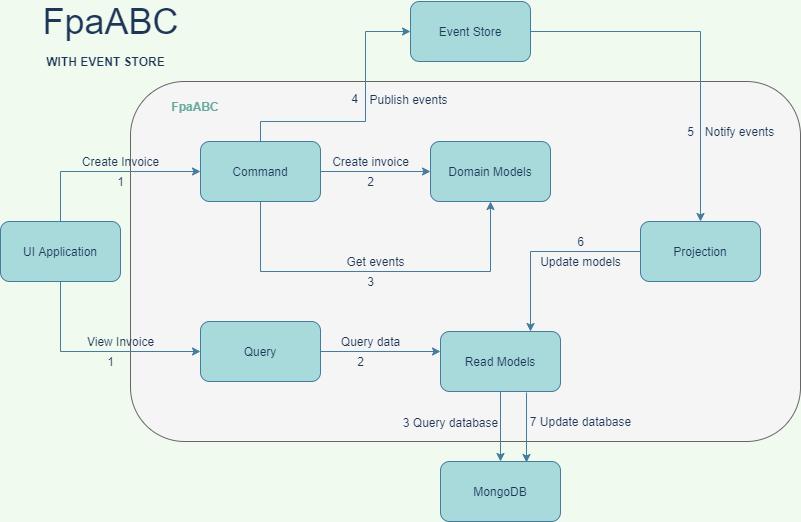 FpaABC
WITH EVENT STORE
Event Store
FpaABC
4 Publish events
5 Notify events
Create Invoice
1
Command
Create invoice
2
Domain Models
UI Application
Get events
3
6
Update models
Projection
View Invoice
1
Query
Query data
2
Read Models
3 Query database
7 Update database
MongoDB